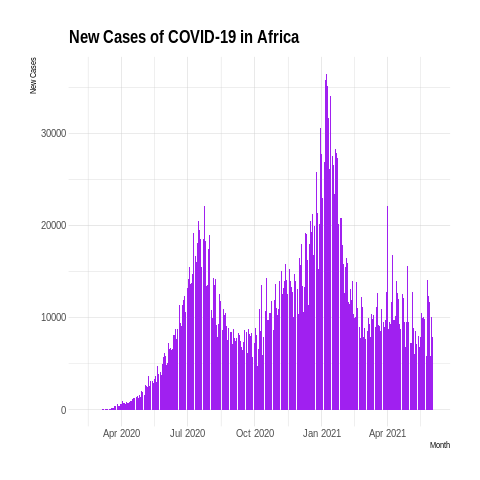 New Cases of COVID-19 in Africa
New Cases
30000
20000
10000
0
Apr 2020 Jul 2020 Oct 2020 Jan 2021 Apr 2021
Month